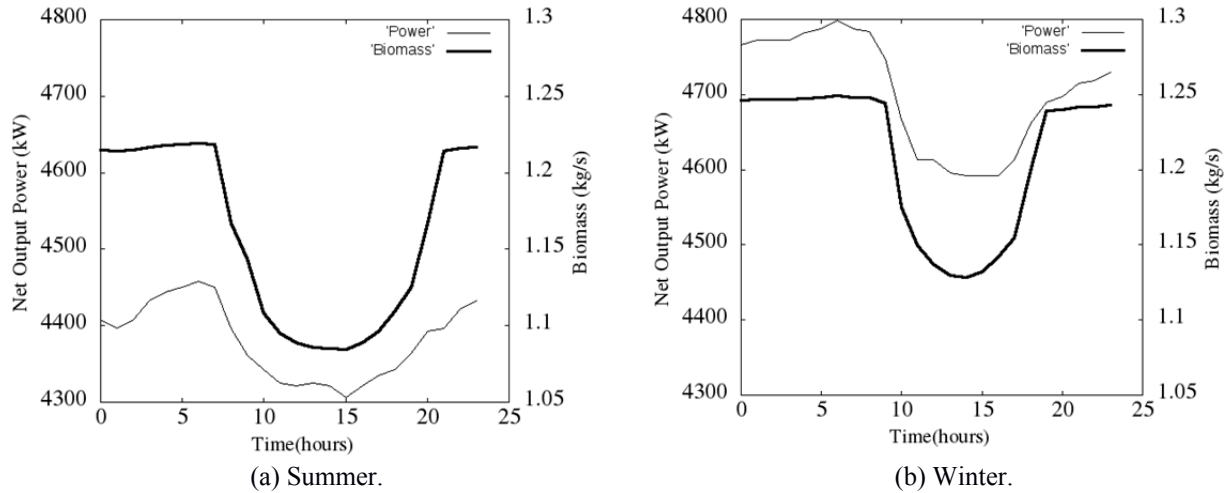 4800
4700
4600
4500
4400
4300
Net Output Power (kW)
1.3
1.25
1.2
1.15
1.1
1.05
Biomass (kg/s)
'Power'
'Biomass'
0 5 10 15 20 25
Time(hours)
(a) Summer.
4800
4700
4600
4500
4400
4300
Net Output Power (kW)
1.3
1.25
1.2
1.15
1.1
1.05
Biomass (kg/s)
'Power'
'Biomass'
0 5 10 15 20 25
Time(hours)
(b) Winter.